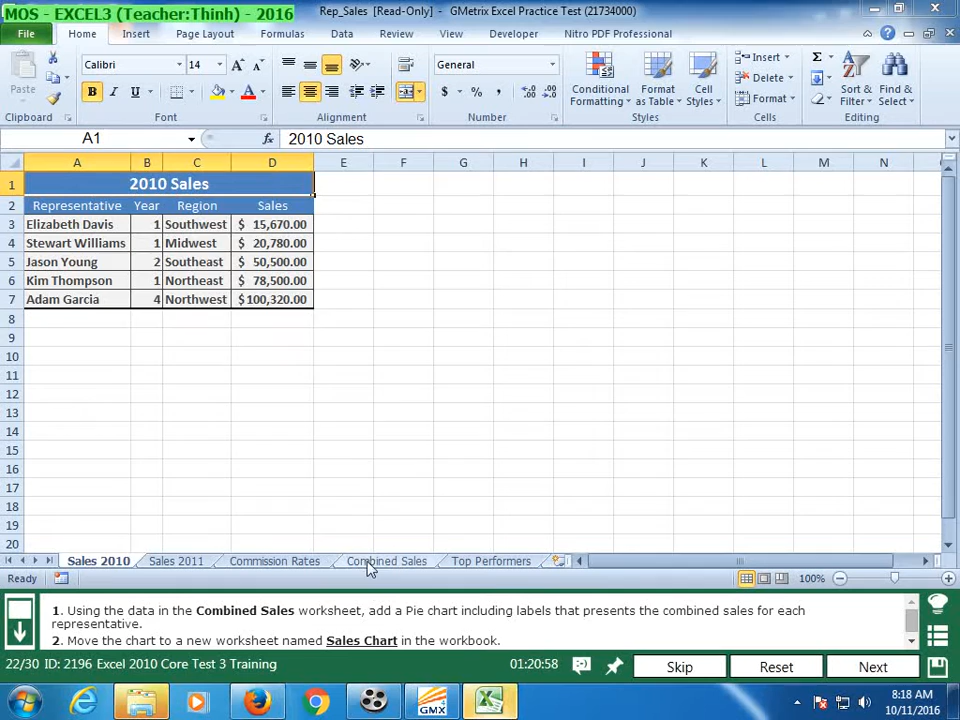 MOS - EXCEL3 (Teacher:Thinh) - 2016
Rep_Sales [Read-Only] - GMetrix Excel Practice Test (21734000)
File Home Insert Page Layout Formulas Data Review View Developer Nitro PDF Professional
Paste
Calibri 14 A A
B I U A
General
$ % ,
Conditional Formatting
Format as Table
Cell Styles
Insert
Delete
Format
Σ
Sort & Filter
Find & Select
Clipboard Font Alignment Number Styles Cells Editing
A1 fx 2010 Sales
A B C D E F G H I J K L M N
1 2010 Sales
2 Representative Year Region Sales
3 Elizabeth Davis 1 Southwest $ 15,670.00
4 Stewart Williams 1 Midwest $ 20,780.00
5 Jason Young 2 Southeast $ 50,500.00
6 Kim Thompson 1 Northeast $ 78,500.00
7 Adam Garcia 4 Northwest $100,320.00
8
9
10
11
12
13
14
15
16
17
18
19
20
Sales 2010 Sales 2011 Commission Rates Combined Sales Top Performers
Ready 100%
1. Using the data in the Combined Sales worksheet, add a Pie chart including labels that presents the combined sales for each
representative.
2. Move the chart to a new worksheet named Sales Chart in the workbook.
22/30 ID: 2196 Excel 2010 Core Test 3 Training 01:20:58 Skip Reset Next
GMX
8:18 AM
10/11/2016